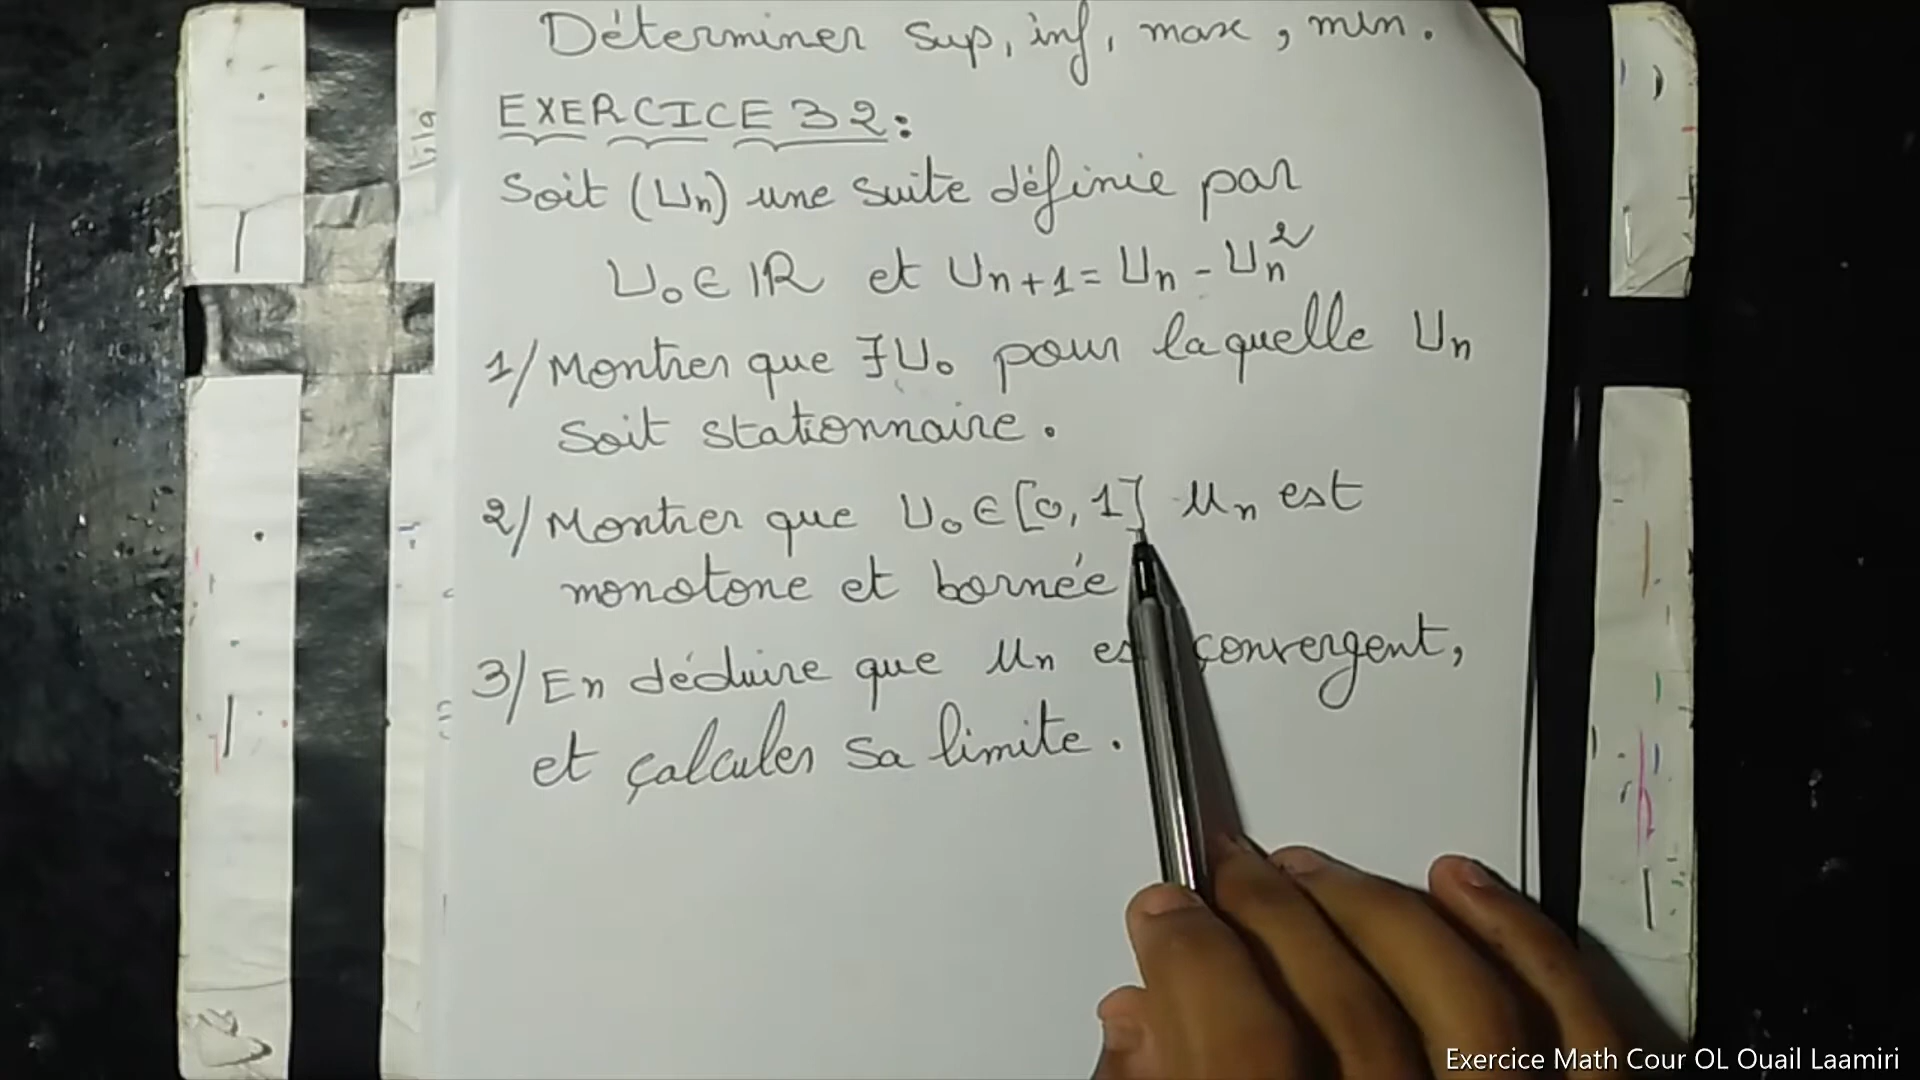 Déterminer sup, inf, max, min.
EXERCICE 32:
Soit (Un) une suite définie par
U₀ ∈ IR et Un+1 = Un - Un²
1/ Montrer que ∃U₀ pour laquelle Un
soit stationnaire.
2/ Montrer que U₀ ∈ [0, 1] Un est
monotone et bornée
3/ En déduire que Un es convergent,
et calculer sa limite.
Exercice Math Cour OL Ouail Laamiri